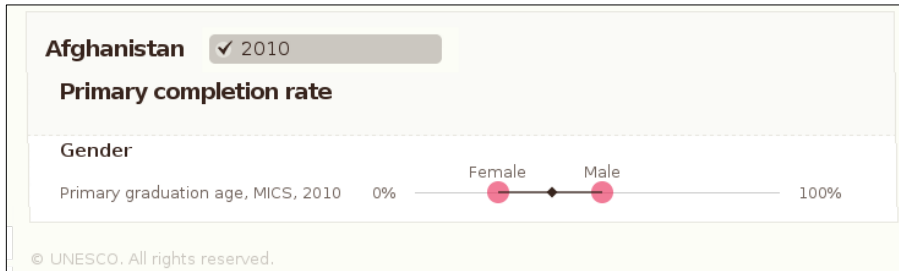 Afghanistan ✔ 2010
Primary completion rate
Gender
Female Male
Primary graduation age, MICS, 2010 0% 100%
© UNESCO. All rights reserved.